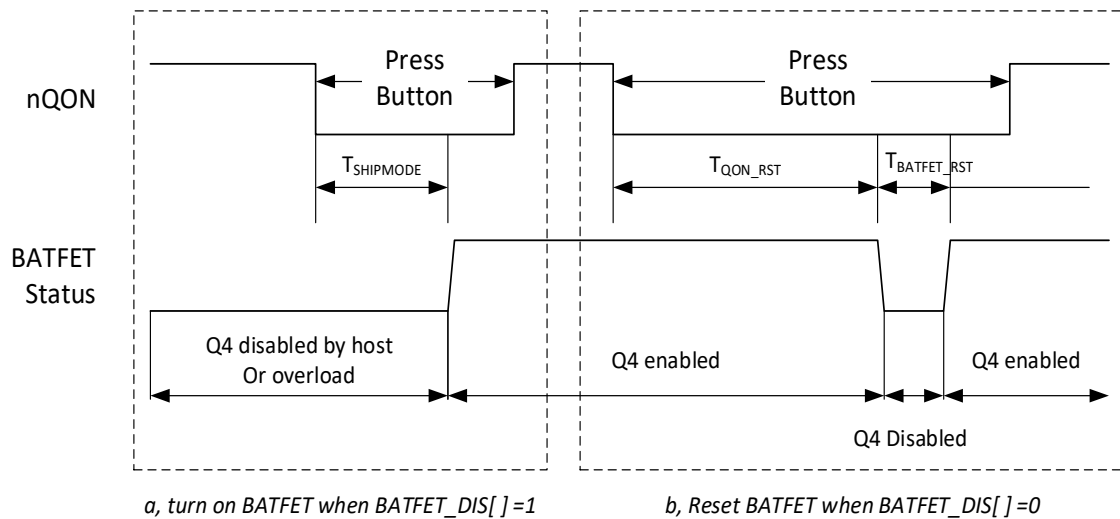 nQON
Press
Button
Press
Button
T_SHIPMODE
T_QON_RST
T_BATFET_RST
BATFET
Status
Q4 disabled by host
Or overload
Q4 enabled
Q4 enabled
Q4 Disabled
a, turn on BATFET when BATFET_DIS[ ] =1
b, Reset BATFET when BATFET_DIS[ ] =0